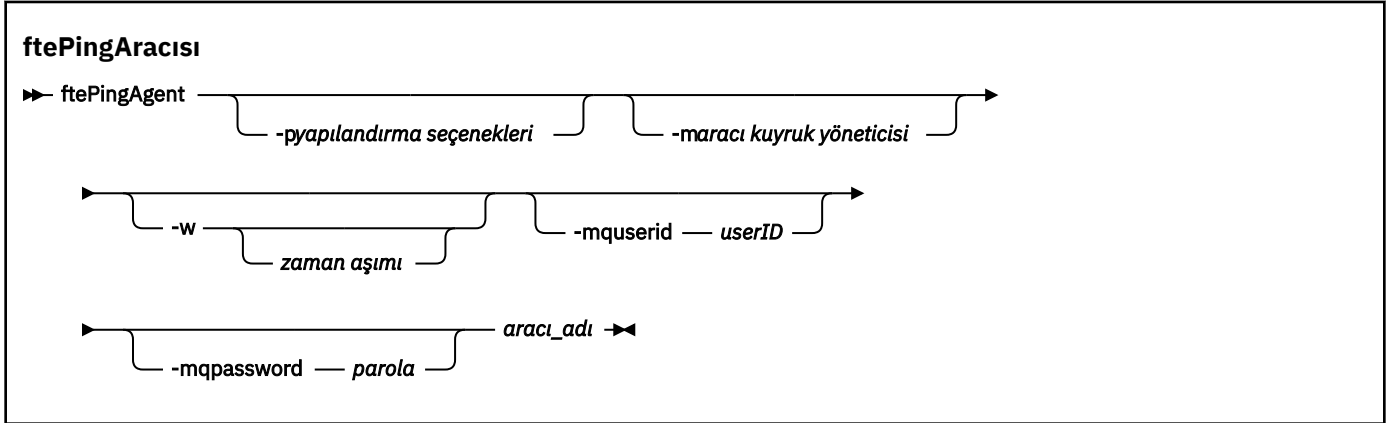 ftePingAracısı
ftePingAgent
-pyapılandırma seçenekleri
-maracı kuyruk yöneticisi
-w
zaman aşımı
-mquserid userID
-mqpassword parola
aracı_adı